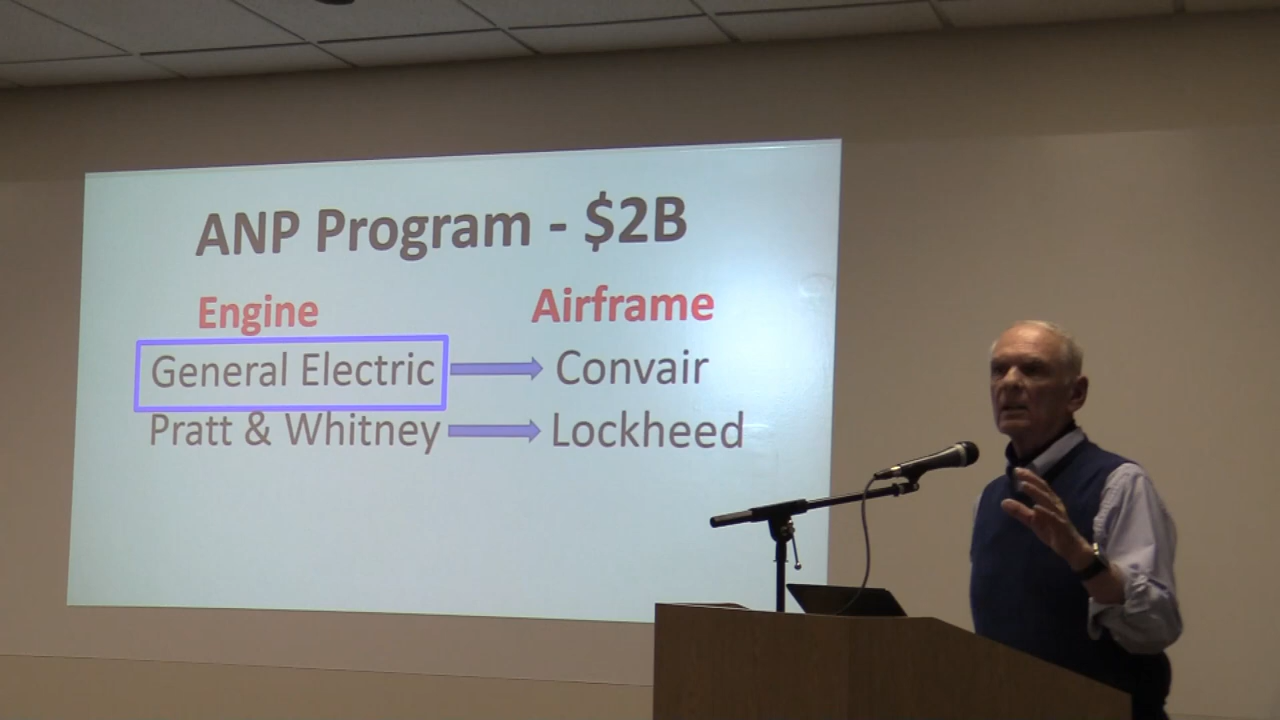 ANP Program - $2B
Engine Airframe
General Electric Convair
Pratt & Whitney Lockheed